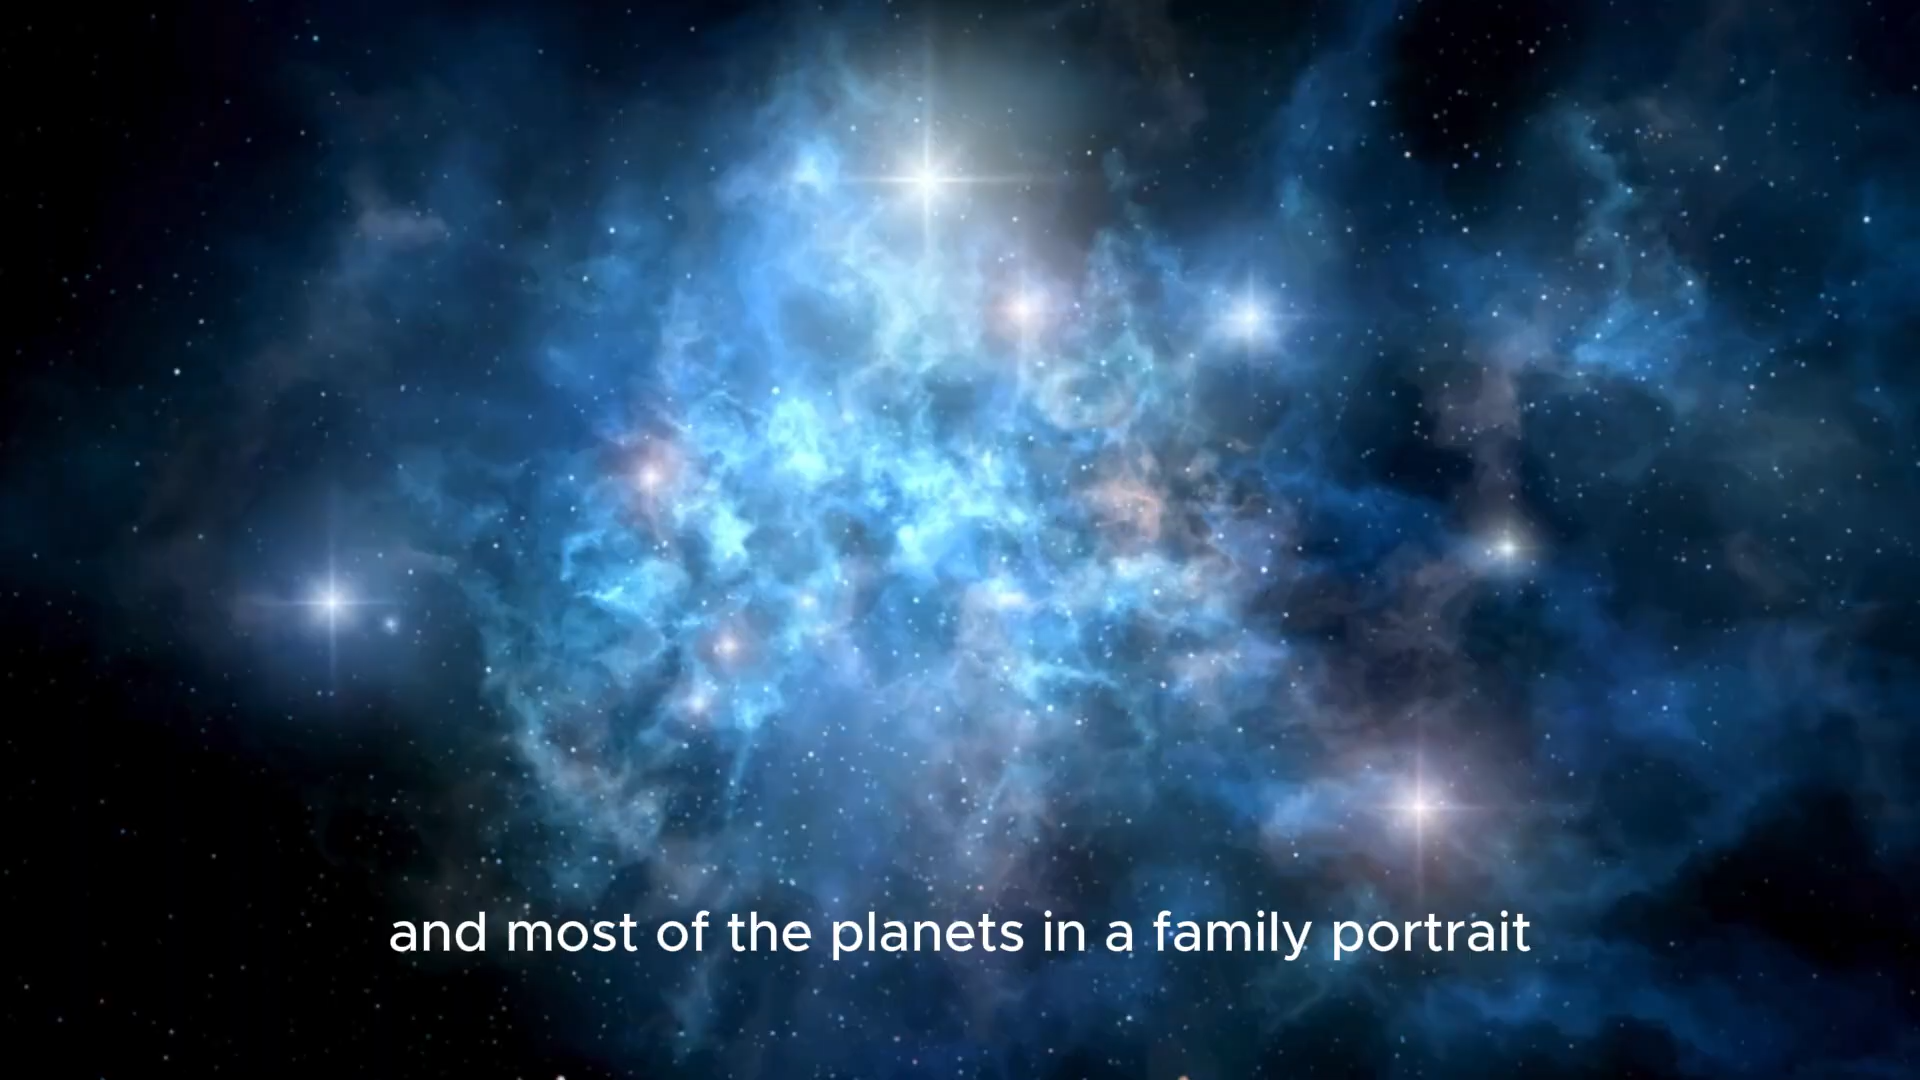 and most of the planets in a family portrait